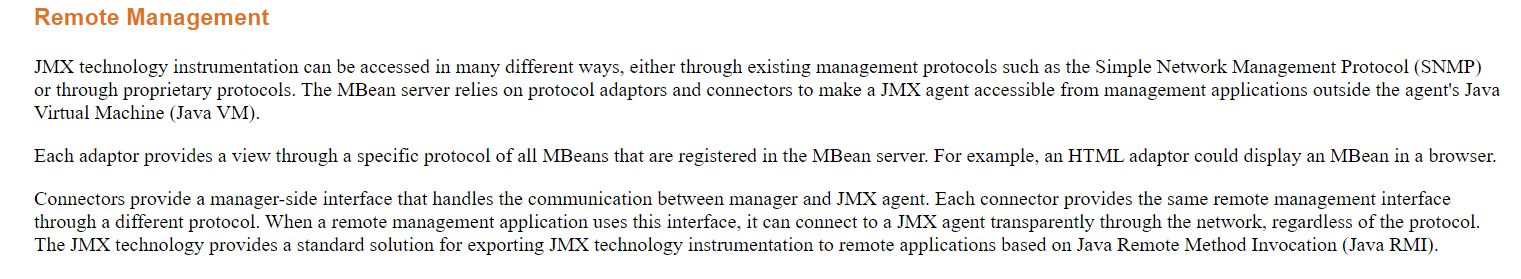 Remote Management
JMX technology instrumentation can be accessed in many different ways, either through existing management protocols such as the Simple Network Management Protocol (SNMP)
or through proprietary protocols. The MBean server relies on protocol adaptors and connectors to make a JMX agent accessible from management applications outside the agent's Java
Virtual Machine (Java VM).
Each adaptor provides a view through a specific protocol of all MBeans that are registered in the MBean server. For example, an HTML adaptor could display an MBean in a browser.
Connectors provide a manager-side interface that handles the communication between manager and JMX agent. Each connector provides the same remote management interface
through a different protocol. When a remote management application uses this interface, it can connect to a JMX agent transparently through the network, regardless of the protocol.
The JMX technology provides a standard solution for exporting JMX technology instrumentation to remote applications based on Java Remote Method Invocation (Java RMI).